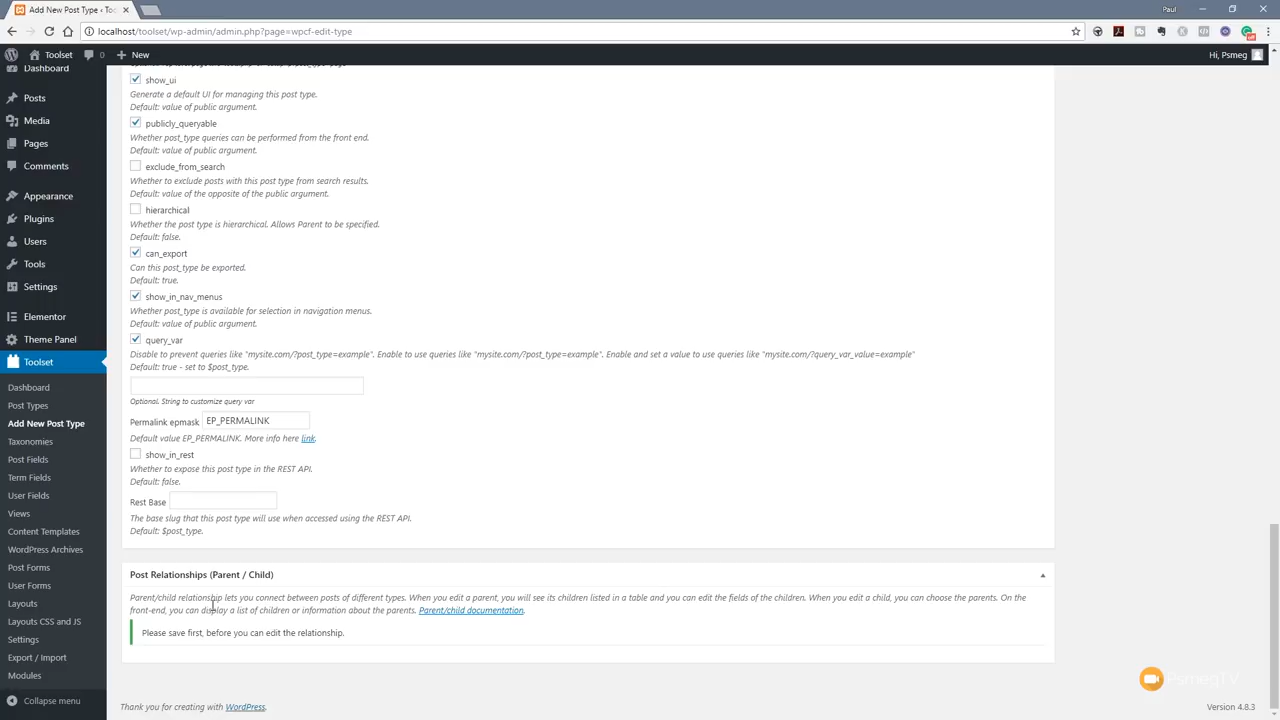 Add New Post Type ‹ To
Paul
localhost/toolset/wp-admin/admin.php?page=wpcf-edit-type
Toolset
0
New
Hi, Psmeg
Dashboard
Posts
Media
Pages
Comments
Appearance
Plugins
Users
Tools
Settings
Elementor
Theme Panel
Toolset
Dashboard
Post Types
Add New Post Type
Taxonomies
Post Fields
Term Fields
User Fields
Views
Content Templates
WordPress Archives
Post Forms
User Forms
Layouts
Layouts CSS and JS
Settings
Export / Import
Modules
Collapse menu
show_ui
Generate a default UI for managing this post type.
Default: value of public argument.
publicly_queryable
Whether post_type queries can be performed from the front end.
Default: value of public argument.
exclude_from_search
Whether to exclude posts with this post type from search results.
Default: value of the opposite of the public argument.
hierarchical
Whether the post type is hierarchical. Allows Parent to be specified.
Default: false.
can_export
Can this post_type be exported.
Default: true.
show_in_nav_menus
Whether post_type is available for selection in navigation menus.
Default: value of public argument.
query_var
Disable to prevent queries like "mysite.com/?post_type=example". Enable to use queries like "mysite.com/?post_type=example". Enable and set a value to use queries like "mysite.com/?query_var_value=example"
Default: true - set to $post_type.
Optional. String to customize query var
Permalink epmask EP_PERMALINK
Default value EP_PERMALINK. More info here link.
show_in_rest
Whether to expose this post type in the REST API.
Default: false.
Rest Base
The base slug that this post type will use when accessed using the REST API.
Default: $post_type.
Post Relationships (Parent / Child)
Parent/child relationship lets you connect between posts of different types. When you edit a parent, you will see its children listed in a table and you can edit the fields of the children. When you edit a child, you can choose the parents. On the
front-end, you can display a list of children or information about the parents. Parent/child documentation.
Please save first, before you can edit the relationship.
PsmegTV
Thank you for creating with WordPress.
Version 4.8.3